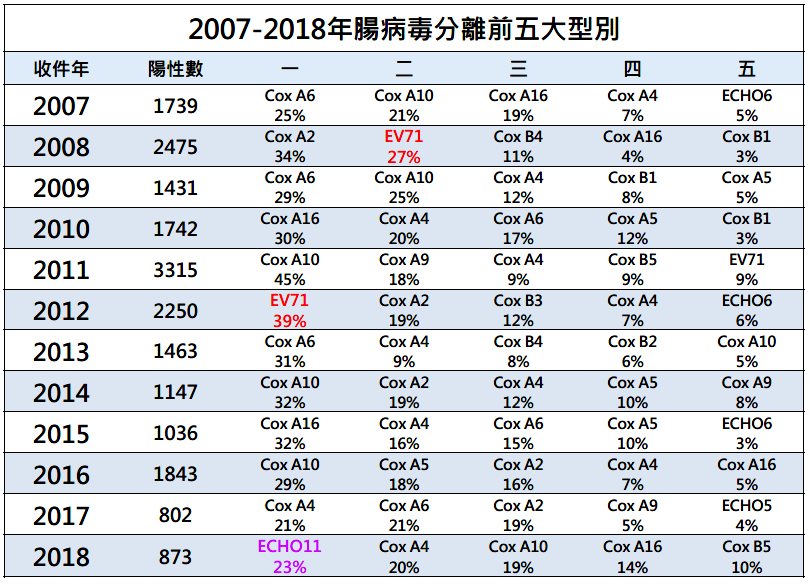 2007-2018年腸病毒分離前五大型別
收件年 陽性數 一 二 三 四 五
2007 1739 Cox A6 Cox A10 Cox A16 Cox A4 ECHO6
25% 21% 19% 7% 5%
2008 2475 Cox A2 EV71 Cox B4 Cox A16 Cox B1
34% 27% 11% 4% 3%
2009 1431 Cox A6 Cox A10 Cox A4 Cox B1 Cox A5
29% 25% 12% 8% 5%
2010 1742 Cox A16 Cox A4 Cox A6 Cox A5 Cox B1
30% 20% 17% 12% 3%
2011 3315 Cox A10 Cox A9 Cox A4 Cox B5 EV71
45% 18% 9% 9% 9%
2012 2250 EV71 Cox A2 Cox B3 Cox A4 ECHO6
39% 19% 12% 7% 6%
2013 1463 Cox A6 Cox A4 Cox B4 Cox B2 Cox A10
31% 9% 8% 6% 5%
2014 1147 Cox A10 Cox A2 Cox A4 Cox A5 Cox A9
32% 19% 12% 10% 8%
2015 1036 Cox A16 Cox A4 Cox A6 Cox A5 ECHO6
32% 16% 15% 10% 3%
2016 1843 Cox A10 Cox A5 Cox A2 Cox A4 Cox A16
29% 18% 16% 7% 5%
2017 802 Cox A4 Cox A6 Cox A2 Cox A9 ECHO5
21% 21% 19% 5% 4%
2018 873 ECHO11 Cox A4 Cox A10 Cox A16 Cox B5
23% 20% 19% 14% 10%